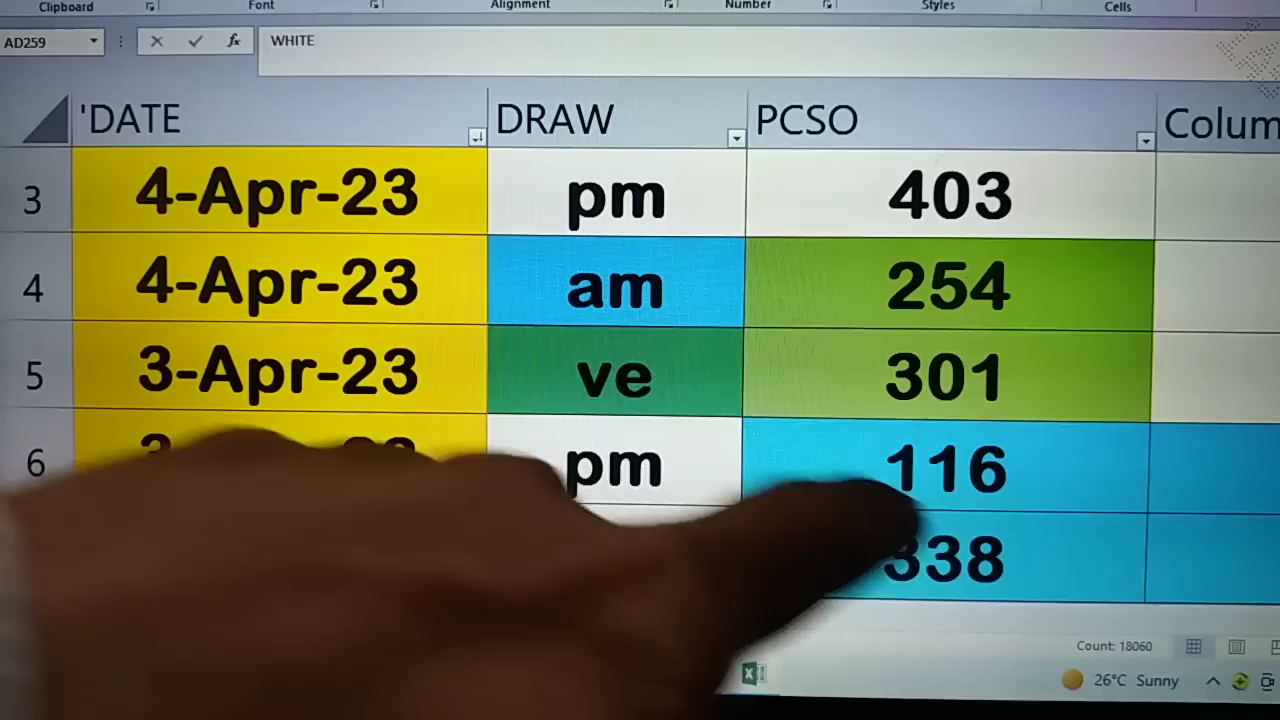 Clipboard Font Alignment Number Styles Cells
AD259 fx WHITE
'DATE DRAW PCSO Colum
3 4-Apr-23 pm 403
4 4-Apr-23 am 254
5 3-Apr-23 ve 301
6 pm 116
338
Count: 18060
26°C Sunny